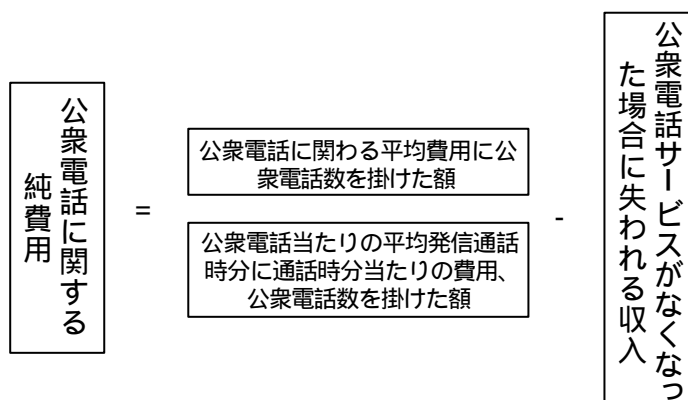 公衆電話に関する
純費用
=
公衆電話に関わる平均費用に公
衆電話数を掛けた額
公衆電話当たりの平均発信通話
時分に通話時分当たりの費用、
公衆電話数を掛けた額
-
公衆電話サービスがなくなっ
た場合に失われる収入